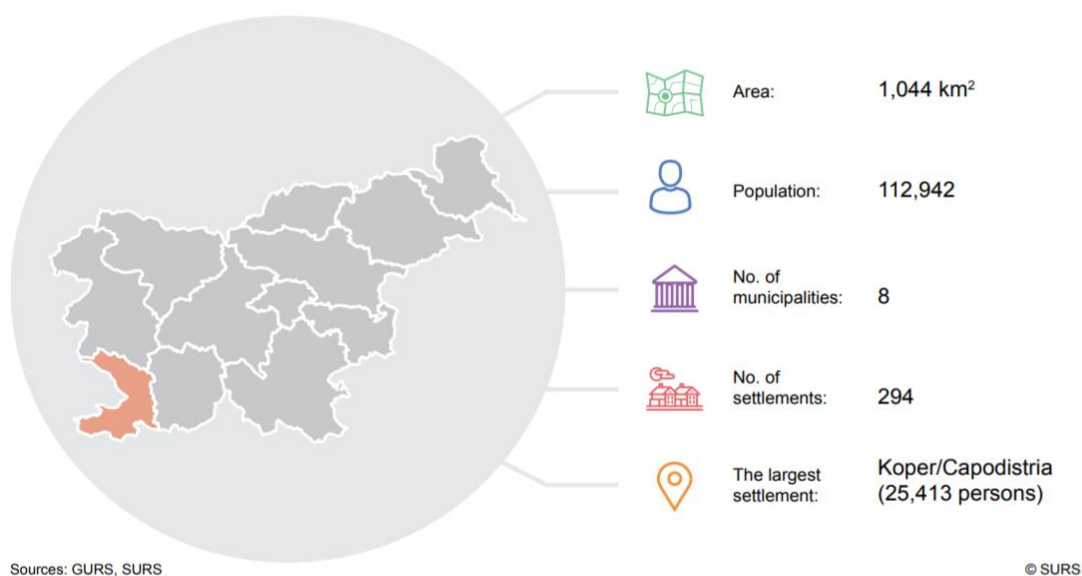 Area:
1,044 km²
Population:
112,942
No. of
municipalities:
8
No. of
settlements:
294
The largest
settlement:
Koper/Capodistria
(25,413 persons)
Sources: GURS, SURS
© SURS